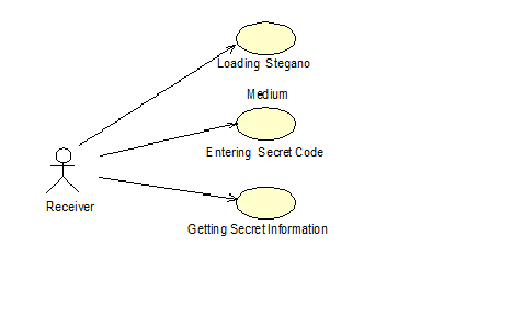 Loading Stegano
Medium
Entering Secret Code
Receiver
Getting Secret Information